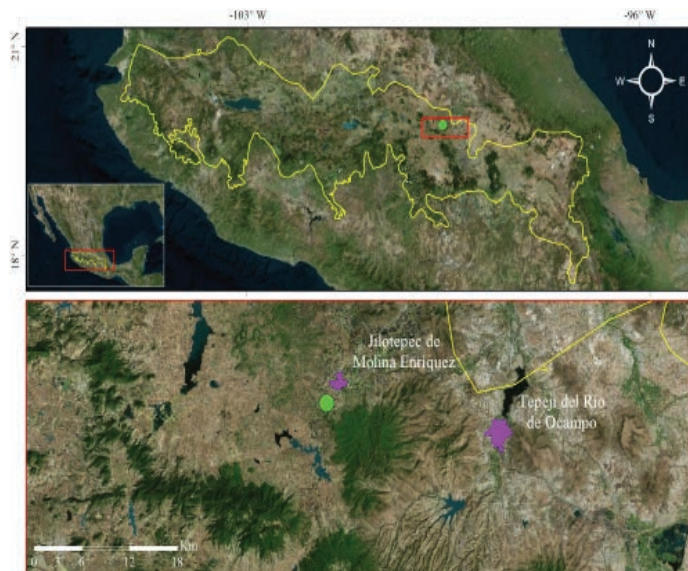 -103° W
-96° W
21° N
18° N
N
W
E
S
Jilotepec de
Molina Enriquez
Tepeji del Rio
de Ocampo
Km
0 3 6 12 18